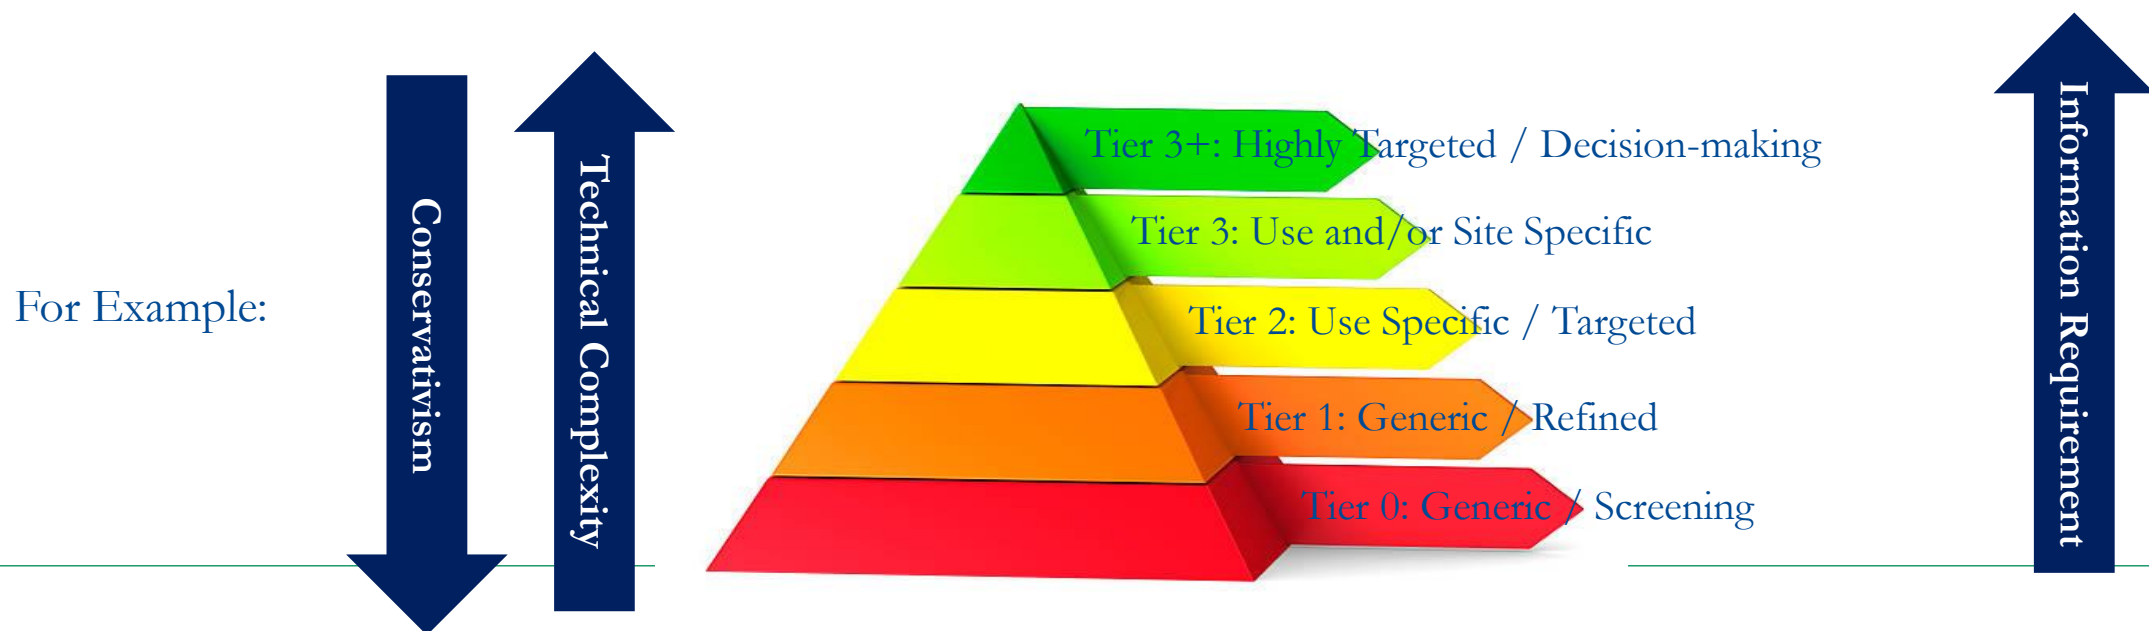 For Example:
Conservativism
Technical Complexity
Tier 3+: Highly Targeted / Decision-making
Tier 3: Use and/or Site Specific
Tier 2: Use Specific / Targeted
Tier 1: Generic / Refined
Tier 0: Generic / Screening
Information Requirement